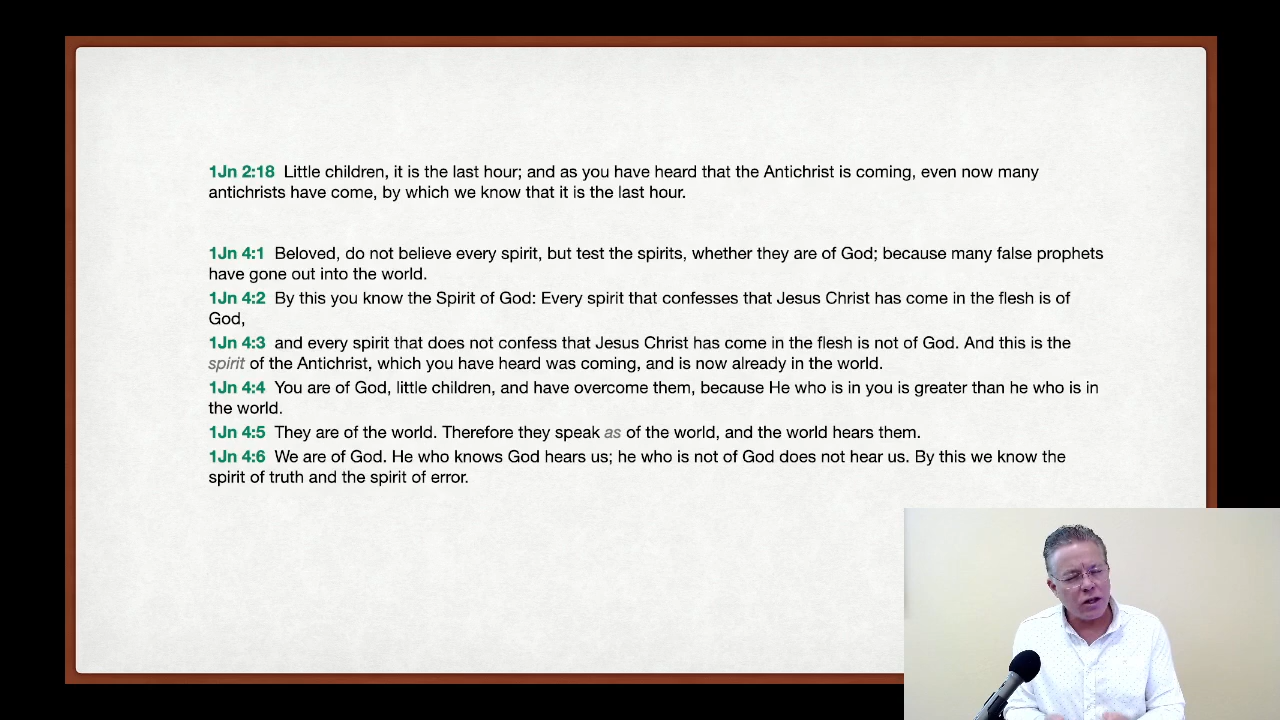 1Jn 2:18 Little children, it is the last hour; and as you have heard that the Antichrist is coming, even now many
antichrists have come, by which we know that it is the last hour.
1Jn 4:1 Beloved, do not believe every spirit, but test the spirits, whether they are of God; because many false prophets
have gone out into the world.
1Jn 4:2 By this you know the Spirit of God: Every spirit that confesses that Jesus Christ has come in the flesh is of
God,
1Jn 4:3 and every spirit that does not confess that Jesus Christ has come in the flesh is not of God. And this is the
spirit of the Antichrist, which you have heard was coming, and is now already in the world.
1Jn 4:4 You are of God, little children, and have overcome them, because He who is in you is greater than he who is in
the world.
1Jn 4:5 They are of the world. Therefore they speak as of the world, and the world hears them.
1Jn 4:6 We are of God. He who knows God hears us; he who is not of God does not hear us. By this we know the
spirit of truth and the spirit of error.